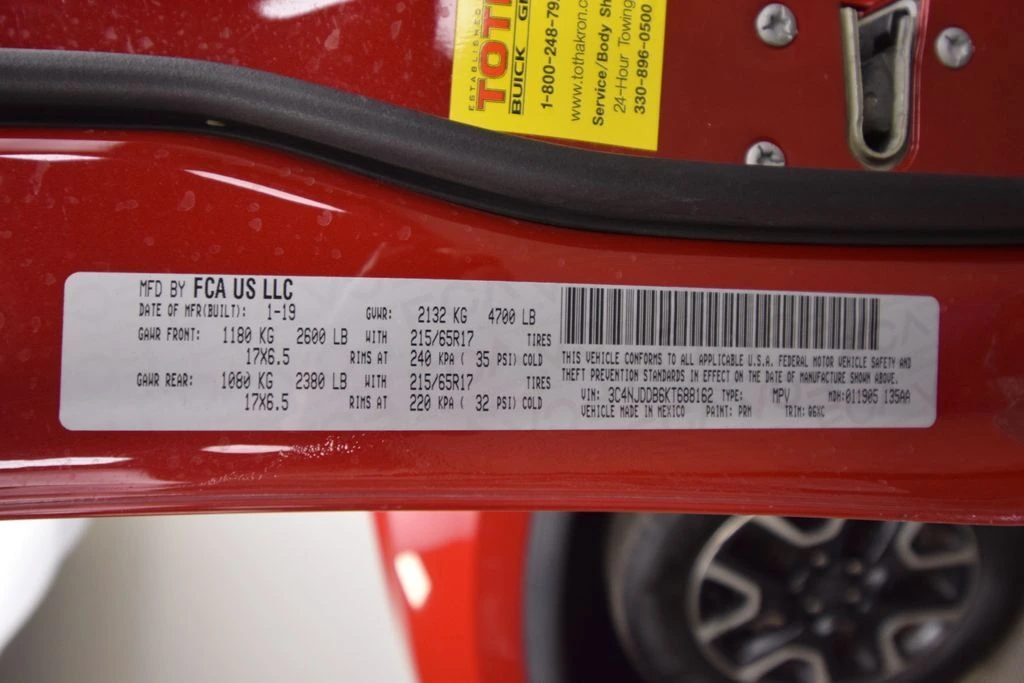 ESTABLISHED
TOTH
BUICK
1-800-248-79
www.tothakron.co
Service/Body Sh
24-Hour Towing
330-896-0500
MFD BY FCA US LLC
DATE OF MFR(BUILT): 1-19 GVWR: 2132 KG 4700 LB
GAWR FRONT: 1180 KG 2600 LB WITH 215/65R17 TIRES
17X6.5 RIMS AT 240 KPA ( 35 PSI) COLD
GAWR REAR: 1080 KG 2380 LB WITH 215/65R17 TIRES
17X6.5 RIMS AT 220 KPA ( 32 PSI) COLD
THIS VEHICLE CONFORMS TO ALL APPLICABLE U.S.A. FEDERAL MOTOR VEHICLE SAFETY AND
THEFT PREVENTION STANDARDS IN EFFECT ON THE DATE OF MANUFACTURE SHOWN ABOVE.
VIN: 3C4NJDDB6KT688162 TYPE: MPV MDH:011905 135AA
VEHICLE MADE IN MEXICO PAINT: PRM TRIM: Q6XC